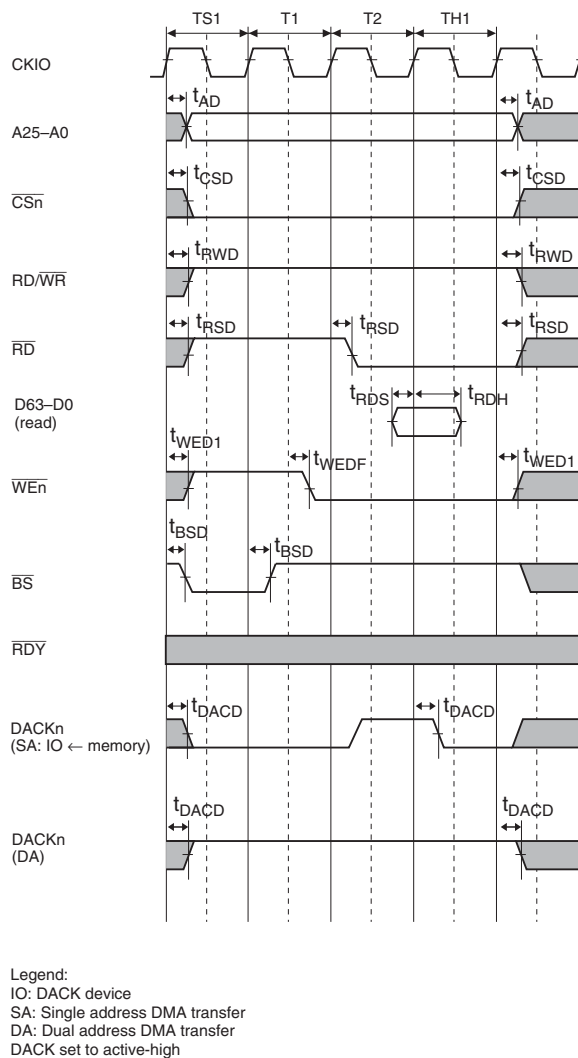 TS1 T1 T2 TH1
CKIO
tAD tAD
A25–A0
tCSD tCSD
CSn
tRWD tRWD
RD/WR
tRSD tRSD tRSD
RD
D63–D0
(read)
tRDS tRDH
tWED1 tWEDF tWED1
WEn
tBSD tBSD
BS
RDY
tDACD tDACD
DACKn
(SA: IO ← memory)
tDACD tDACD
DACKn
(DA)
Legend:
IO: DACK device
SA: Single address DMA transfer
DA: Dual address DMA transfer
DACK set to active-high